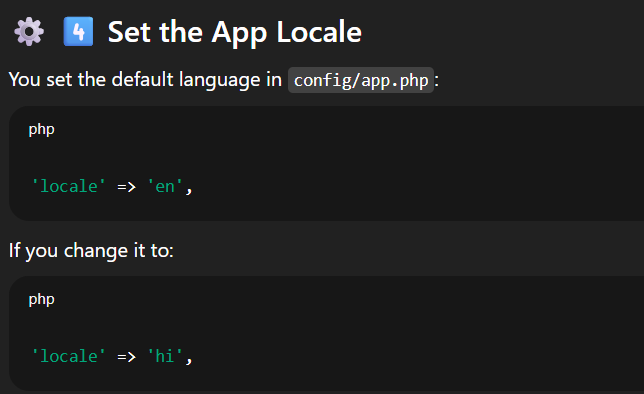 ⚙️ 4️⃣ Set the App Locale
You set the default language in config/app.php:
php
'locale' => 'en',
If you change it to:
php
'locale' => 'hi',